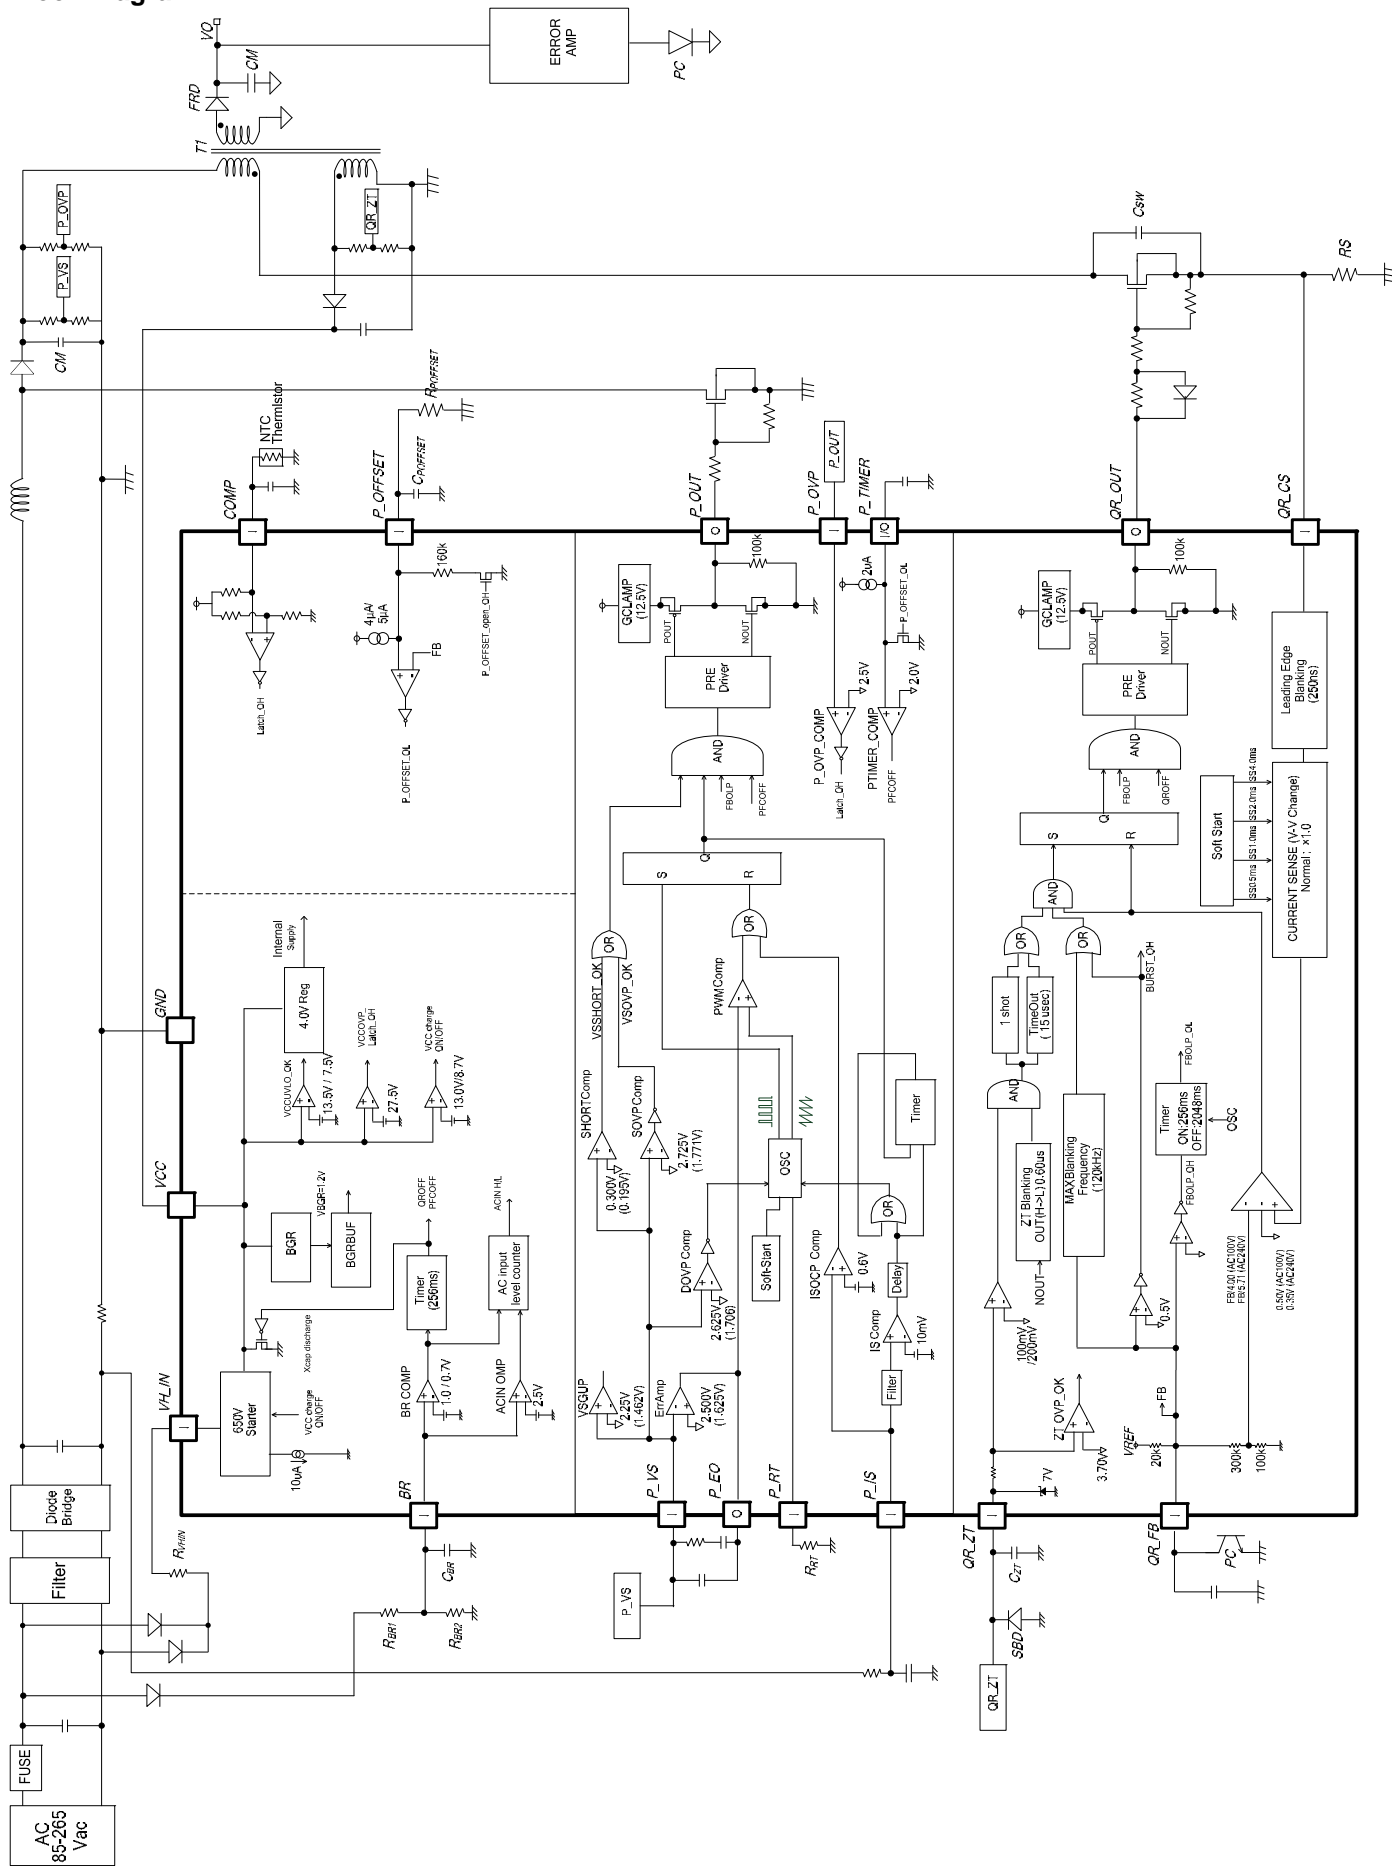 AC
85-265
Vac
FUSE
Filter
Diode
Bridge
RVHIN
CM
P_VS
P_OVP
T1
FRD
CM
VO
ERROR
AMP
PC
QR_ZT
VH_IN
VCC
GND
650V
Starter
10uA
VCC charge
ON/OFF
Xcap discharge
BGR
VBGR=1.2V
BGRBUF
VCCUVLO_OK
13.5V / 7.5V
4.0V Reg
Internal
Supply
VCCOVP_
Latch_OH
27.5V
VCC charge
ON/OFF
13.0V/8.7V
COMP
NTC
Thermistor
Latch_OH
RBR1
RBR2
CBR
BR
BR COMP
1.0 / 0.7V
Timer
(256ms)
QROFF
PFCOFF
ACIN OMP
2.5V
AC input
level counter
ACIN H/L
P_OFFSET
CPOFFSET
RPOFFSET
4μA/
5μA
160k
FB
P_OFFSET_open_OH
P_OFFSET_OL
P_VS
P_VS
P_EO
P_RT
RRT
P_IS
VSGUP
2.25V
(1.462V)
ErrAmp
2.500V
(1.625V)
SHORTComp
0.300V
(0.195V)
VSSHORT_OK
SOVP Comp
2.725V
(1.771V)
VSOVP_OK
OR
DOVP Comp
2.625V
(1.706)
Soft-Start
OSC
PWMComp
OR
S
R
Q
ISOCP_Comp
0.6V
Filter
IS Comp
10mV
Delay
OR
Timer
FBOLP
PFCOFF
AND
PRE
Driver
POUT
NOUT
GCLAMP
(12.5V)
100k
P_OUT
P_OVP
P_OUT
P_OVP_COMP
2.5V
Latch_OH
P_TIMER
I/O
2uA
P_OFFSET_OL
PTIMER_COMP
2.0V
PFCOFF
QR_ZT
SBD
CZT
QR_ZT
7V
ZT_OVP_OK
3.70V
100mV
/200mV
NOUT
ZT Blanking
OUT(H->L) 0.60us
AND
1 shot
TimeOut
( 15 usec)
OR
MAX Blanking
Frequency
(120kHz)
OR
AND
S
R
Q
FBOLP
QROFF
AND
PRE
Driver
POUT
NOUT
GCLAMP
(12.5V)
100k
QR_OUT
Csw
RS
BURST_OH
0.5V
FBOLP_OH
Timer
ON:256ms
OFF:2048ms
OSC
FBOLP_OL
QR_FB
PC
VREF
20k
FB
300k
100k
FB/4.00 (AC100V)
FB/5.71 (AC240V)
0.50V (AC100V)
0.35V (AC240V)
Soft Start
SS0.5ms
SS1.0ms
SS2.0ms
SS4.0ms
CURRENT SENSE (V-V Change)
Normal : ×1.0
Leading Edge
Blanking
(250ns)
QR_CS